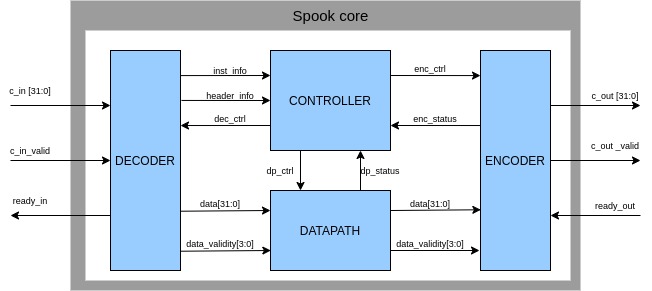 Spook core
c_in [31:0]
c_in_valid
ready_in
DECODER
inst_info
header_info
dec_ctrl
CONTROLLER
enc_ctrl
enc_status
dp_ctrl
dp_status
data[31:0]
data_validity[3:0]
DATAPATH
data[31:0]
data_validity[3:0]
ENCODER
c_out [31:0]
c_out _valid
ready_out